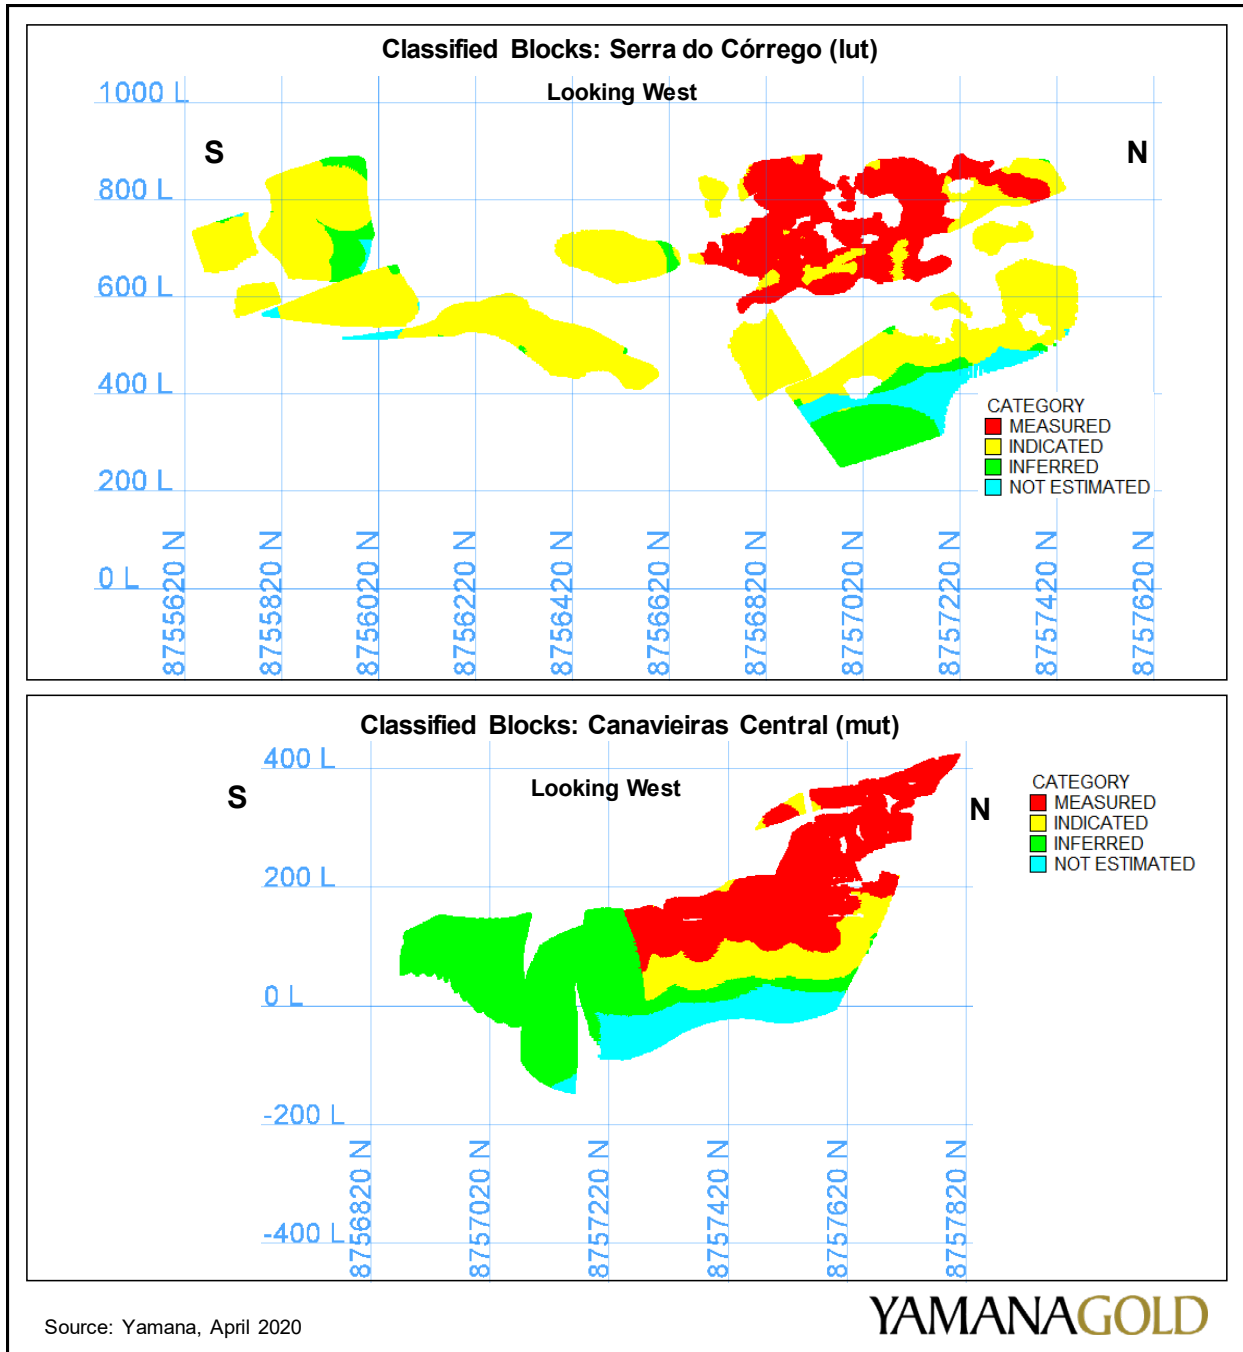 Classified Blocks: Serra do Córrego (lut)
Looking West
1000 L
S
N
800 L
600 L
400 L
CATEGORY
MEASURED
INDICATED
INFERRED
NOT ESTIMATED
200 L
0 L
8755620 N
8755820 N
8756020 N
8756220 N
8756420 N
8756620 N
8756820 N
8757020 N
8757220 N
8757420 N
8757620 N
Classified Blocks: Canavieiras Central (mut)
400 L
Looking West
S
N
CATEGORY
MEASURED
INDICATED
INFERRED
NOT ESTIMATED
200 L
0 L
-200 L
-400 L
8756820 N
8757020 N
8757220 N
8757420 N
8757620 N
8757820 N
Source: Yamana, April 2020
YAMANAGOLD